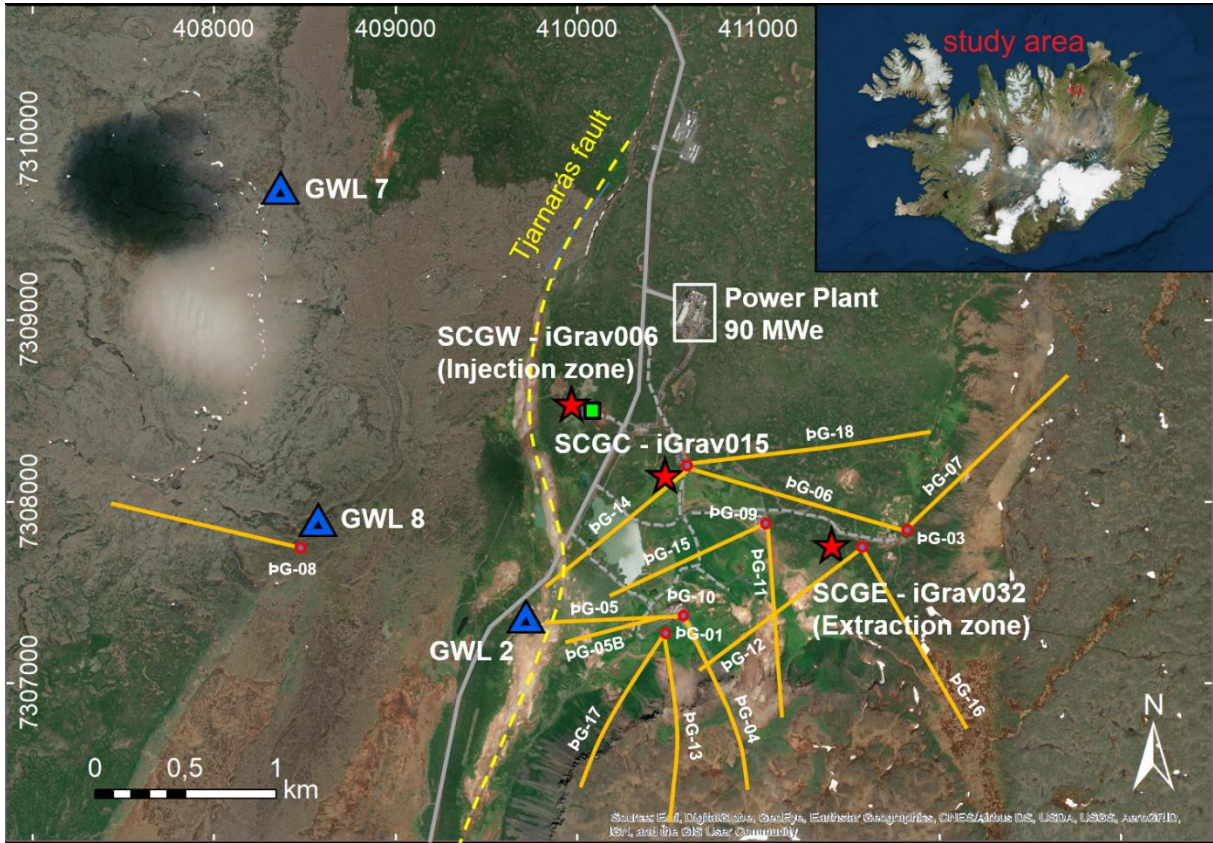 408000
409000
410000
411000
study area
7310000
7309000
7308000
7307000
Tjarnarás fault
GWL 7
Power Plant
90 MWe
SCGW - iGrav006
(Injection zone)
SCGC - iGrav015
ÞG-18
ÞG-07
ÞG-06
ÞG-14
ÞG-09
ÞG-03
GWL 8
ÞG-08
ÞG-15
ÞG-11
SCGE - iGrav032
(Extraction zone)
ÞG-05
ÞG-10
ÞG-01
ÞG-05B
ÞG-12
GWL 2
ÞG-16
ÞG-17
ÞG-13
ÞG-04
N
0 0,5 1
km
Source: Esri, DigitalGlobe, GeoEye, Earthstar Geographics, CNES/Airbus DS, USDA, USGS, AeroGRID,
IGN, and the GIS User Community